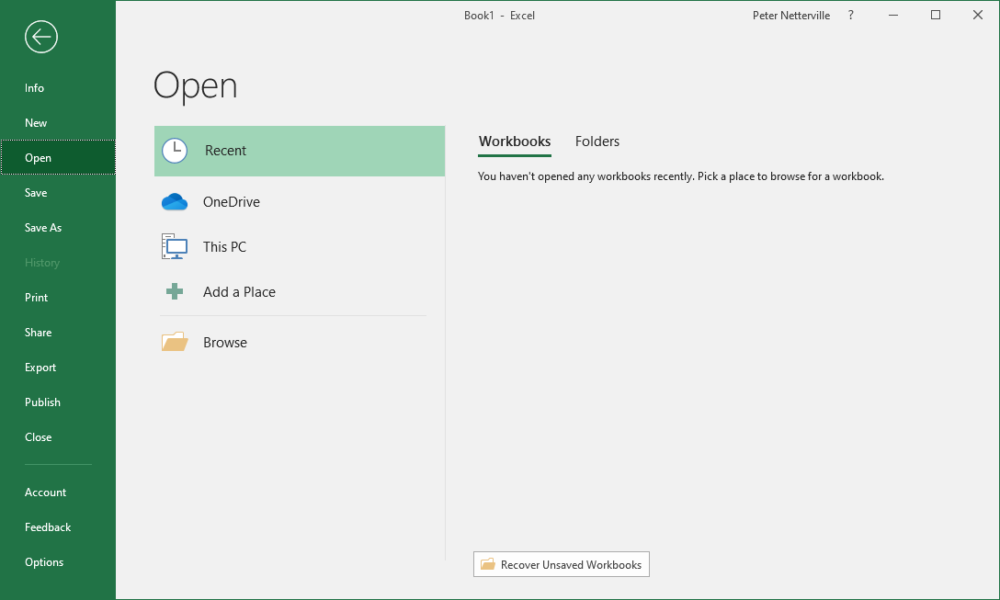 Book1 - Excel
Peter Netterville
?
Info
New
Open
Save
Save As
History
Print
Share
Export
Publish
Close
Account
Feedback
Options
Open
Recent
OneDrive
This PC
Add a Place
Browse
Workbooks Folders
You haven't opened any workbooks recently. Pick a place to browse for a workbook.
Recover Unsaved Workbooks